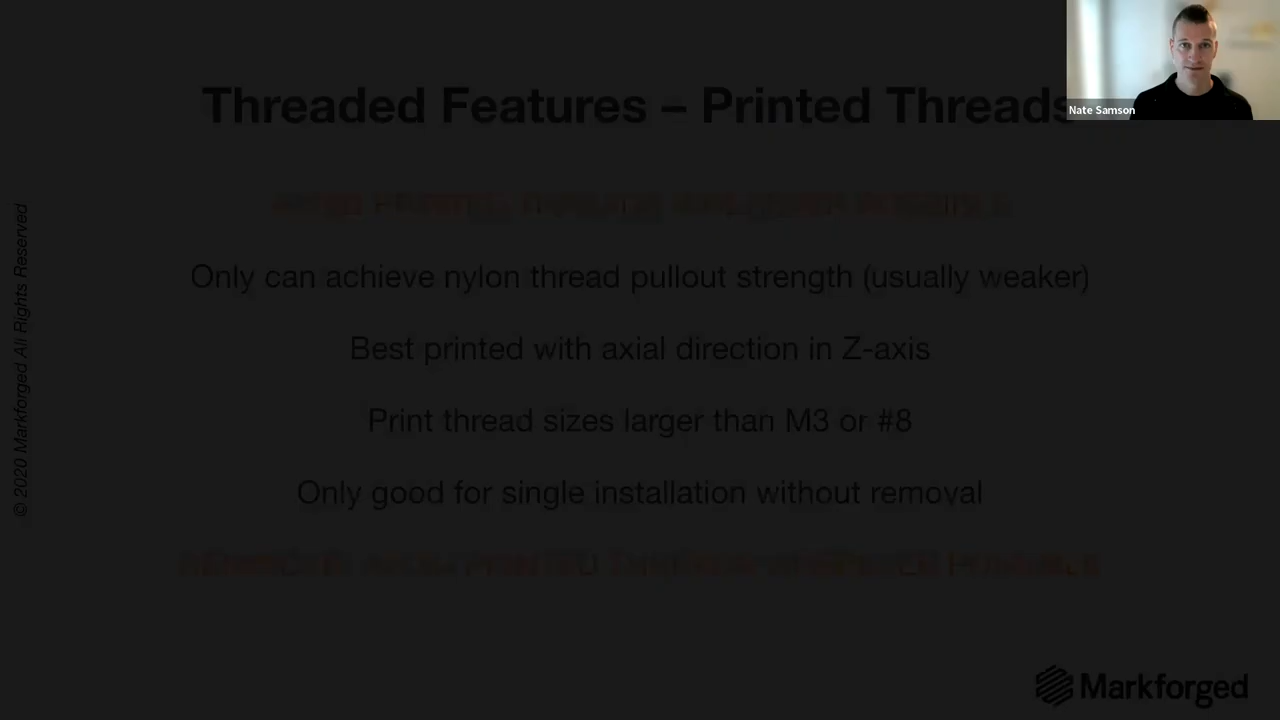 Nate Samson
Threaded Features – Printed Threads
Only can achieve nylon thread pullout strength (usually weaker)
Best printed with axial direction in Z-axis
Print thread sizes larger than M3 or #8
Only good for single installation without removal
© 2020 Markforged All Rights Reserved
Markforged